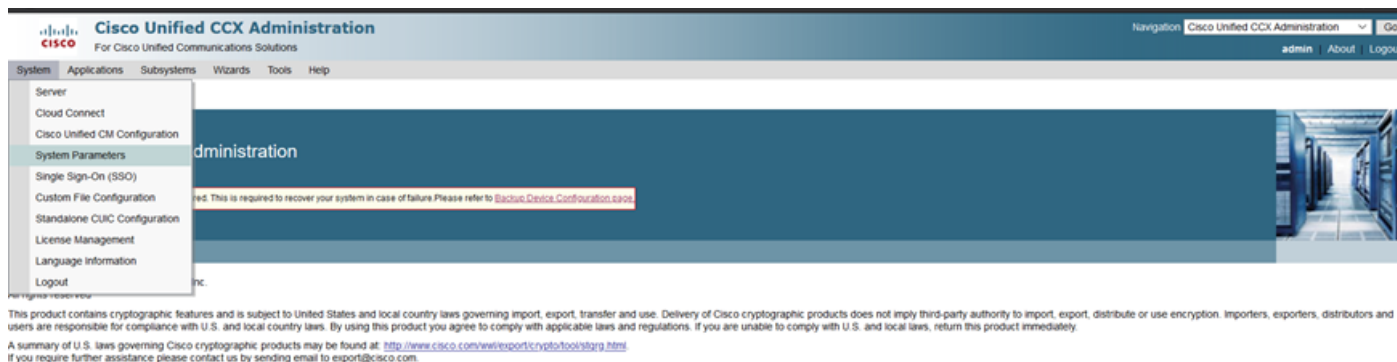 Cisco Unified CCX Administration
Navigation Cisco Unified CCX Administration Go
CISCO For Cisco Unified Communications Solutions
admin | About | Logou
System Applications Subsystems Wizards Tools Help
Server
Cloud Connect
Cisco Unified CM Configuration
System Parameters
dministration
Single Sign-On (SSO)
Custom File Configuration
red. This is required to recover your system in case of failure.Please refer to Backup Device Configuration page.
Standalone CUIC Configuration
License Management
Language Information
Logout
Inc.
All rights reserved
This product contains cryptographic features and is subject to United States and local country laws governing import, export, transfer and use. Delivery of Cisco cryptographic products does not imply third-party authority to import, export, distribute or use encryption. Importers, exporters, distributors and
users are responsible for compliance with U.S. and local country laws. By using this product you agree to comply with applicable laws and regulations. If you are unable to comply with U.S. and local laws, return this product immediately.
A summary of U.S. laws governing Cisco cryptographic products may be found at: http://www.cisco.com/wwl/export/crypto/tool/stqrg.html.
If you require further assistance please contact us by sending email to export@cisco.com.